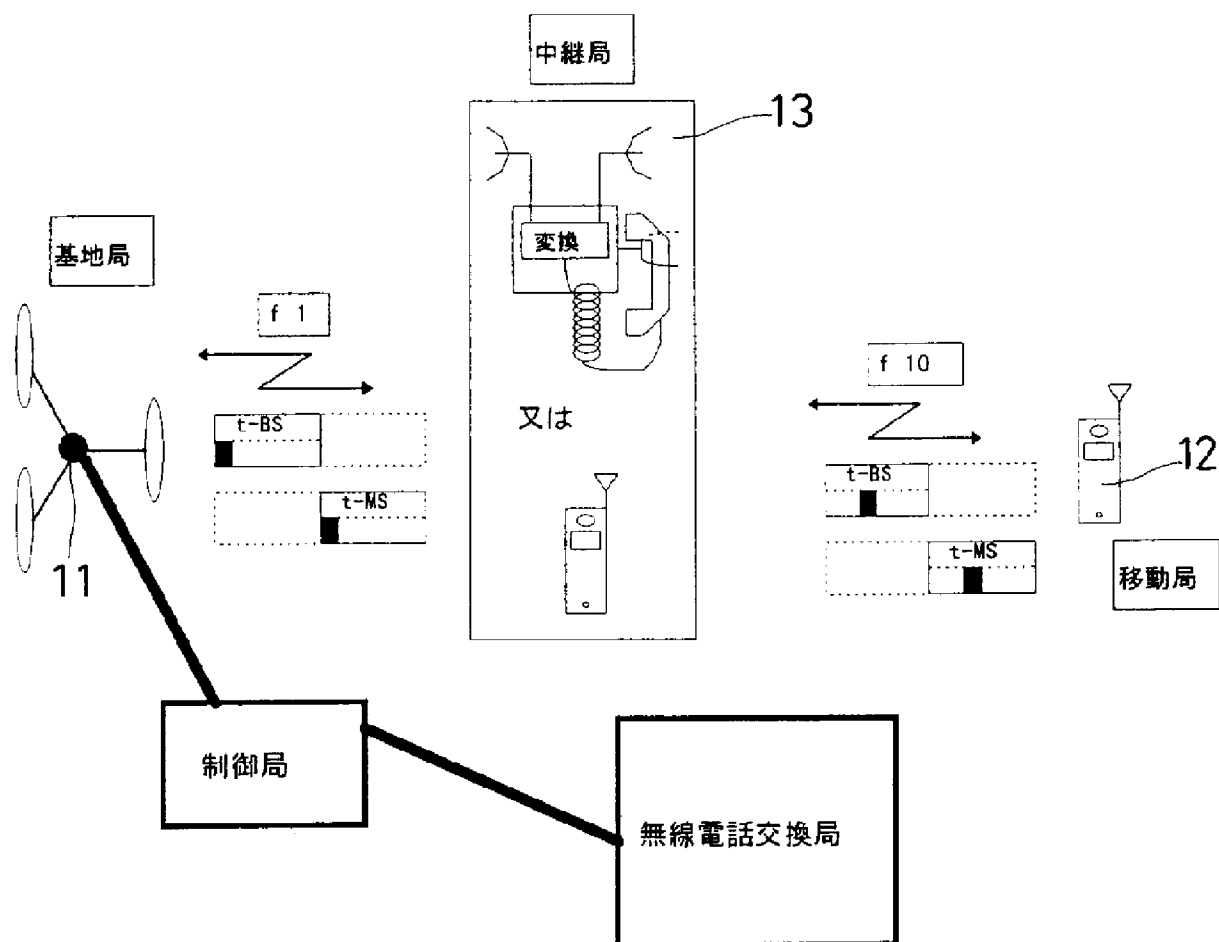 中継局
13
基地局
変換
f 1
f 10
又は
t-BS
t-MS
t-BS
t-MS
12
11
移動局
制御局
無線電話交換局